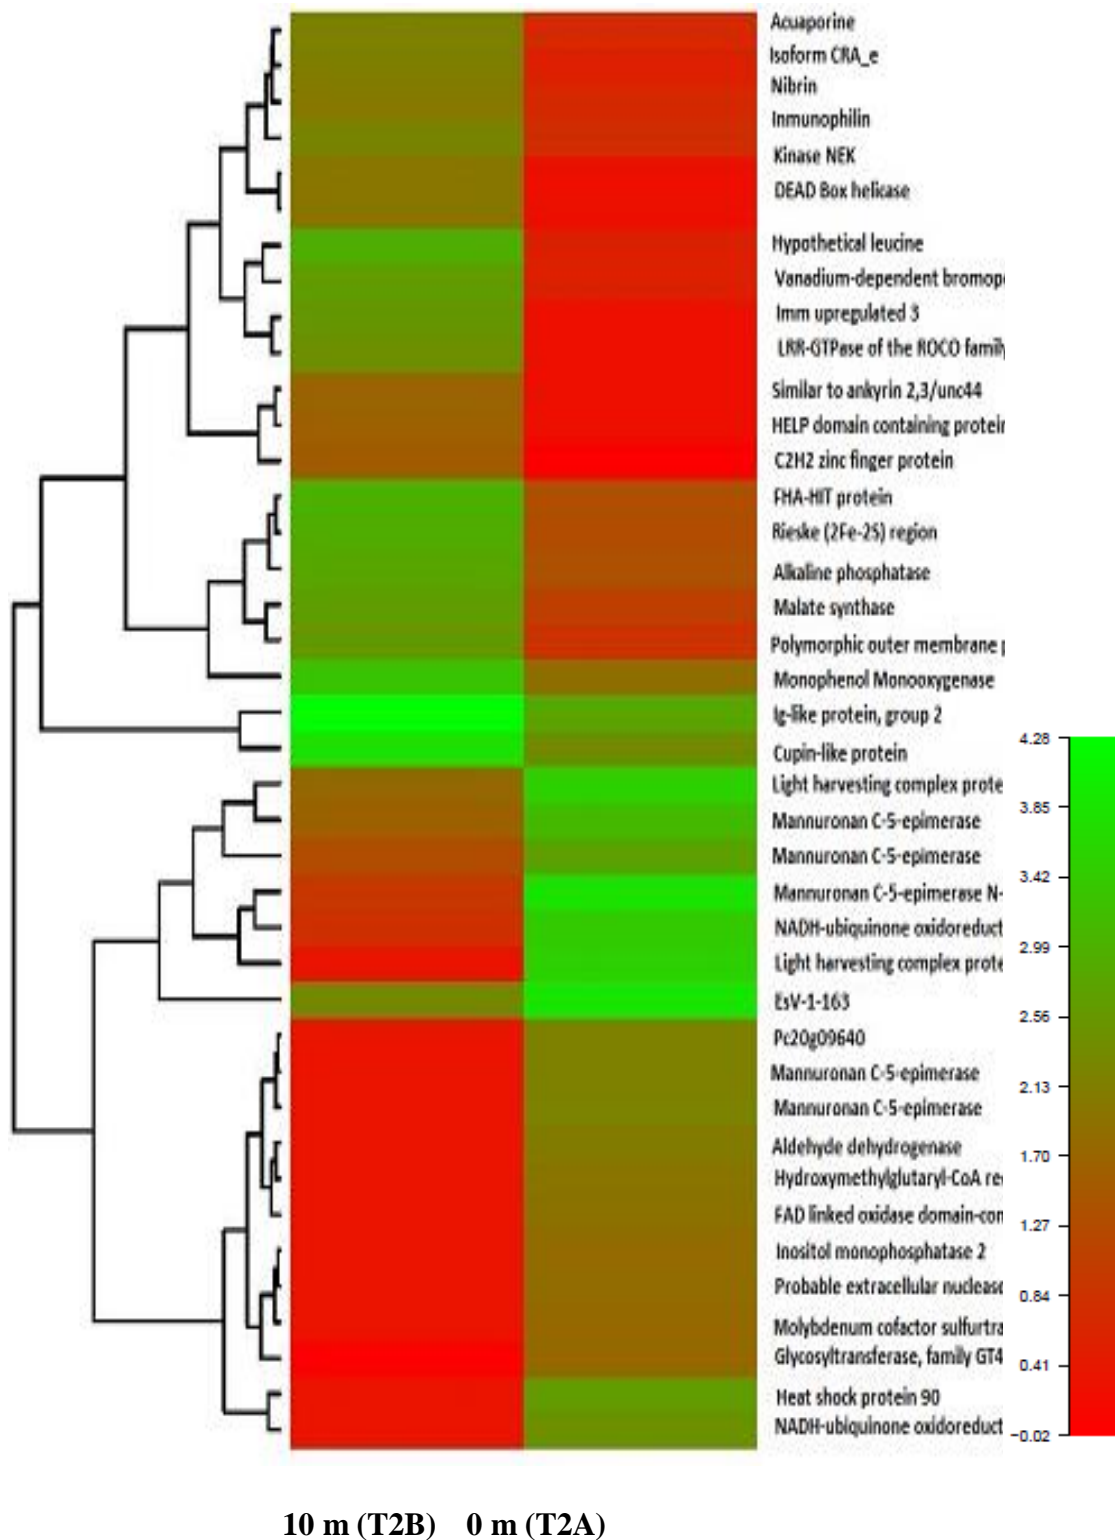 Acuaporine
Isoform CRA_e
Nibrin
Inmunophilin
Kinase NEK
DEAD Box helicase
Hypothetical leucine
Vanadium-dependent bromop
Imm upregulated 3
LRR-GTPase of the ROCO family
Similar to ankyrin 2,3/unc44
HELP domain containing protein
C2H2 zinc finger protein
FHA-HIT protein
Rieske (2Fe-2S) region
Alkaline phosphatase
Malate synthase
Polymorphic outer membrane p
Monophenol Monooxygenase
Ig-like protein, group 2
Cupin-like protein
Light harvesting complex prote
Mannuronan C-5-epimerase
Mannuronan C-5-epimerase
Mannuronan C-5-epimerase N-
NADH-ubiquinone oxidoreduct
Light harvesting complex prote
EsV-1-163
Pc20g09640
Mannuronan C-5-epimerase
Mannuronan C-5-epimerase
Aldehyde dehydrogenase
Hydroxymethylglutaryl-CoA re
FAD linked oxidase domain-con
Inositol monophosphatase 2
Probable extracellular nuclease
Molybdenum cofactor sulfurtra
Glycosyltransferase, family GT4
Heat shock protein 90
NADH-ubiquinone oxidoreduct
4.28
3.85
3.42
2.99
2.56
2.13
1.70
1.27
0.84
0.41
-0.02
10 m (T2B) 0 m (T2A)